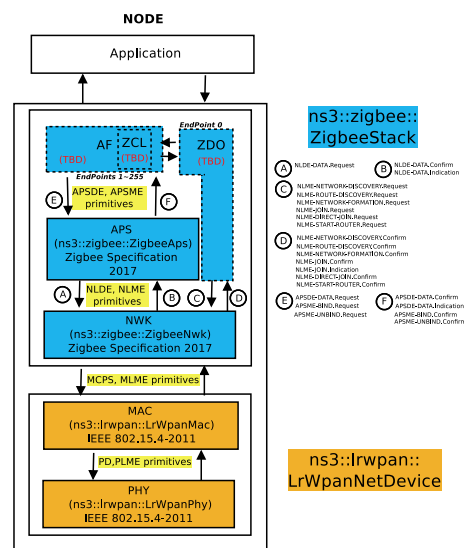 NODE
Application
EndPoint 0
AF
ZCL
(TBD)
(TBD)
ZDO
(TBD)
EndPoints 1~255
E
APSDE, APSME
primitives
F
APS
(ns3::zigbee::ZigbeeAps)
Zigbee Specification
2017
A
NLDE, NLME
primitives
B
C
D
NWK
(ns3::zigbee::ZigbeeNwk)
Zigbee Specification 2017
MCPS, MLME primitives
MAC
(ns3::lrwpan::LrWpanMac)
IEEE 802.15.4-2011
PD,PLME primitives
PHY
(ns3::lrwpan::LrWpanPhy)
IEEE 802.15.4-2011
ns3::zigbee::
ZigbeeStack
A
NLDE-DATA.Request
B
NLDE-DATA.Confirm
NLDE-DATA.Indication
C
NLME-NETWORK-DISCOVERY.Request
NLME-ROUTE-DISCOVERY.Request
NLME-NETWORK-FORMATION.Request
NLME-JOIN.Request
NLME-DIRECT-JOIN.Request
NLME-START-ROUTER.Request
D
NLME-NETWORK-DISCOVERY.Confirm
NLME-ROUTE-DISCOVERY.Confirm
NLME-NETWORK-FORMATION.Confirm
NLME-JOIN.Confirm
NLME-JOIN.Indication
NLME-DIRECT-JOIN.Confirm
NLME-START-ROUTER.Confirm
E
APSDE-DATA.Request
APSME-BIND.Request
APSME-UNBIND.Request
F
APSDE-DATA.Confirm
APSDE-DATA.Indication
APSME-BIND.Confirm
APSME-UNBIND.Confirm
ns3::lrwpan::
LrWpanNetDevice